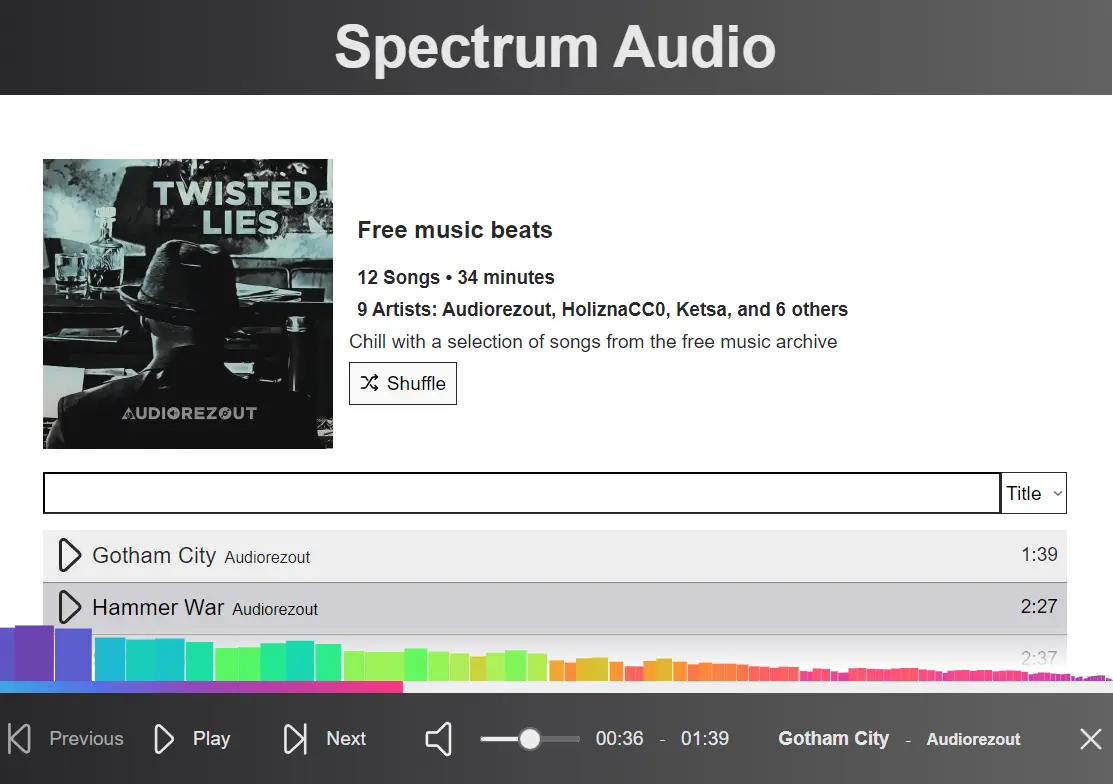 Spectrum Audio
TWISTED
LIES
AUDIOREZOUT
Free music beats
12 Songs • 34 minutes
9 Artists: Audiorezout, HoliznaCC0, Ketsa, and 6 others
Chill with a selection of songs from the free music archive
Shuffle
Title
Gotham City Audiorezout 1:39
Hammer War Audiorezout 2:27
2:37
Previous Play Next 00:36 - 01:39 Gotham City - Audiorezout